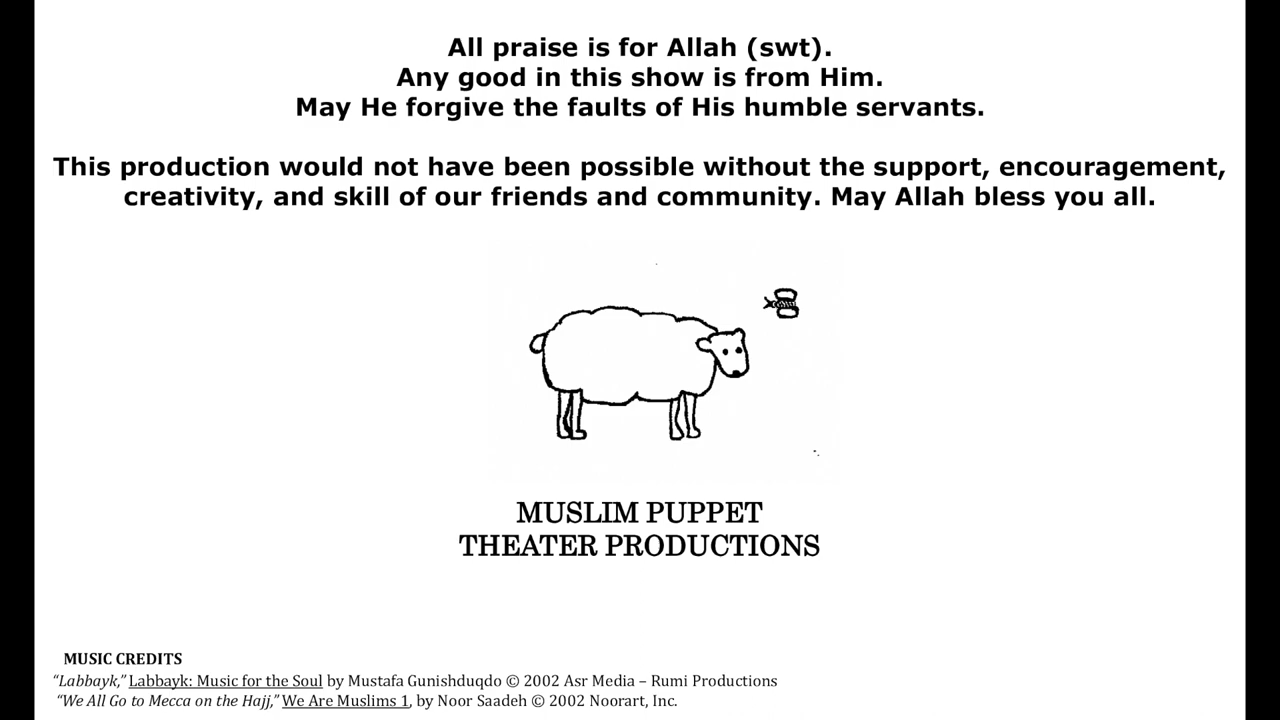 All praise is for Allah (swt).
Any good in this show is from Him.
May He forgive the faults of His humble servants.
This production would not have been possible without the support, encouragement,
creativity, and skill of our friends and community. May Allah bless you all.
MUSLIM PUPPET
THEATER PRODUCTIONS
MUSIC CREDITS
“Labbayk,” Labbayk: Music for the Soul by Mustafa Gunishduqdo © 2002 Asr Media – Rumi Productions
“We All Go to Mecca on the Hajj,” We Are Muslims 1, by Noor Saadeh © 2002 Noorart, Inc.